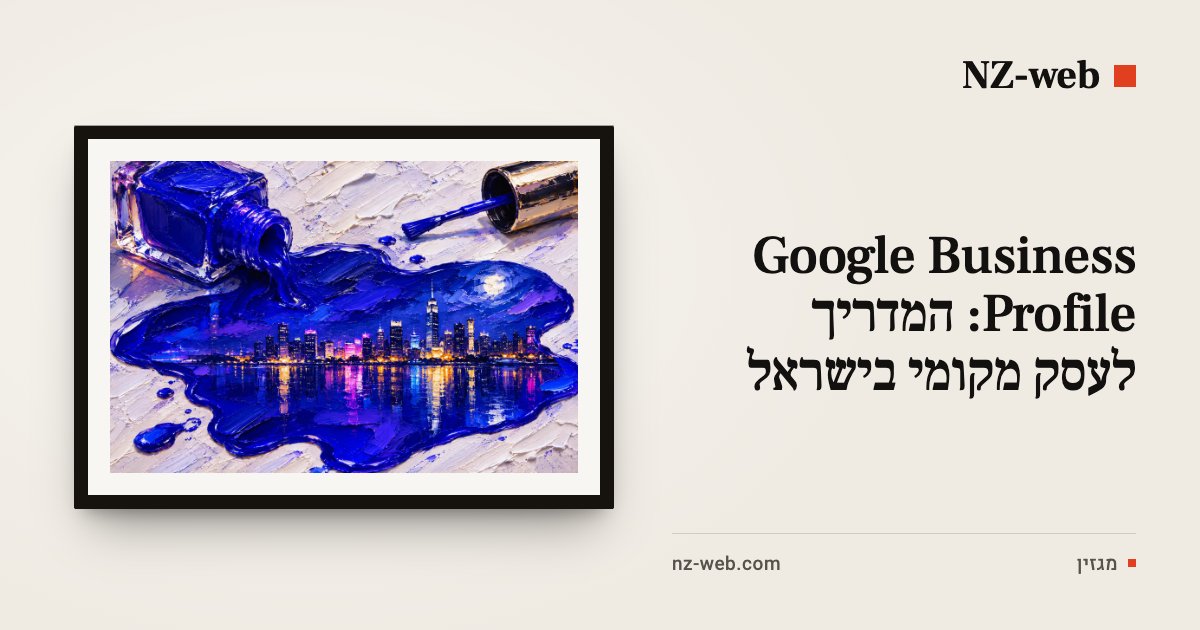 NZ-web
Google Business
Profile: המדריך
לעסק מקומי בישראל
מגזין
nz-web.com